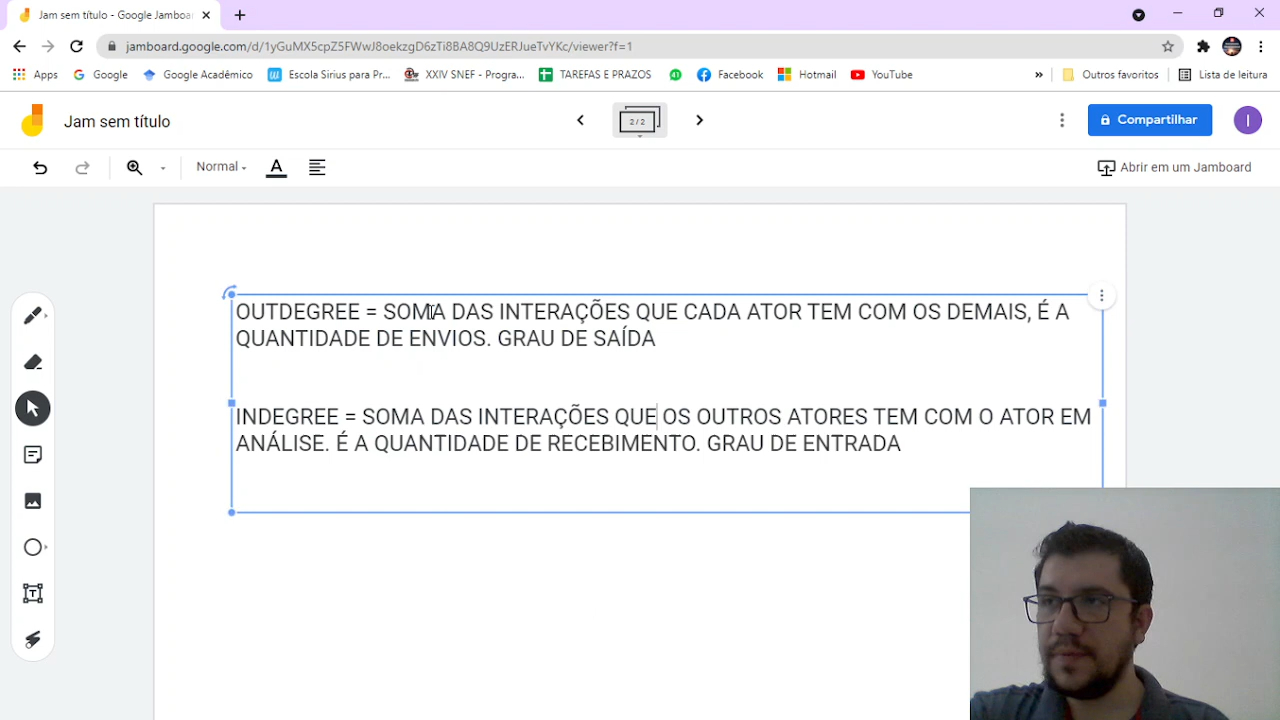 Jam sem título - Google Jamboar
jamboard.google.com/d/1yGuMX5cpZ5FWwJ8oekzgD6zTi8BA8Q9UzERJueTvYKc/viewer?f=1
Apps Google Google Acadêmico Escola Sirius para Pr... XXIV SNEF - Progra... TAREFAS E PRAZOS Facebook Hotmail YouTube » Outros favoritos Lista de leitura
Jam sem título
2/2
Compartilhar
I
Normal
A
Abrir em um Jamboard
OUTDEGREE = SOMA DAS INTERAÇÕES QUE CADA ATOR TEM COM OS DEMAIS, É A
QUANTIDADE DE ENVIOS. GRAU DE SAÍDA
INDEGREE = SOMA DAS INTERAÇÕES QUE OS OUTROS ATORES TEM COM O ATOR EM
ANÁLISE. É A QUANTIDADE DE RECEBIMENTO. GRAU DE ENTRADA